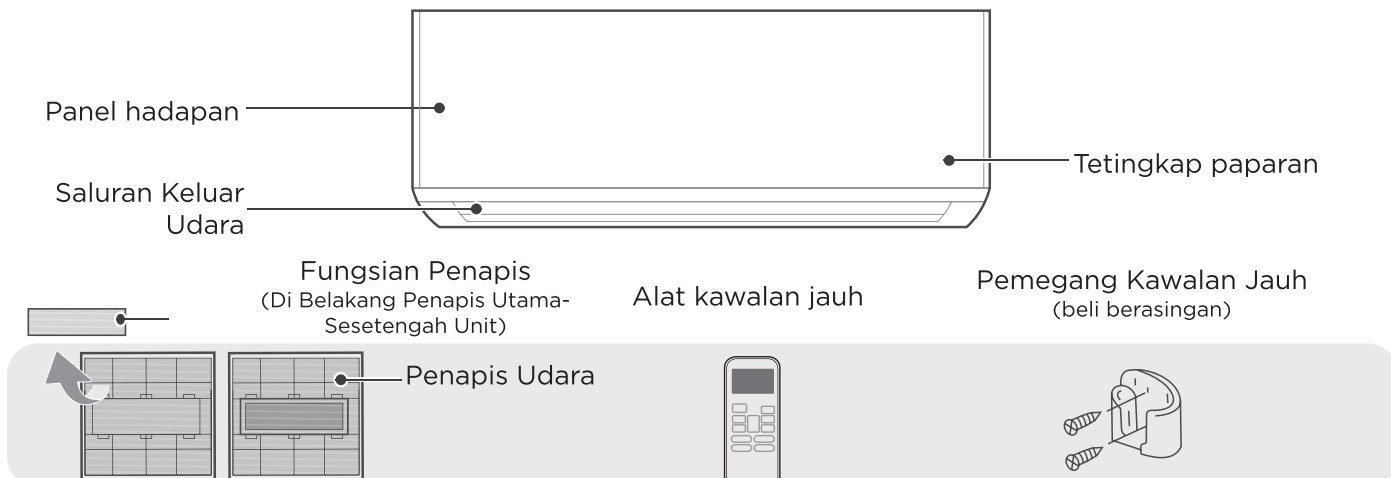 Panel hadapan
Tetingkap paparan
Saluran Keluar
Udara
Fungsian Penapis
(Di Belakang Penapis Utama-
Sesetengah Unit)
Alat kawalan jauh
Pemegang Kawalan Jauh
(beli berasingan)
Penapis Udara